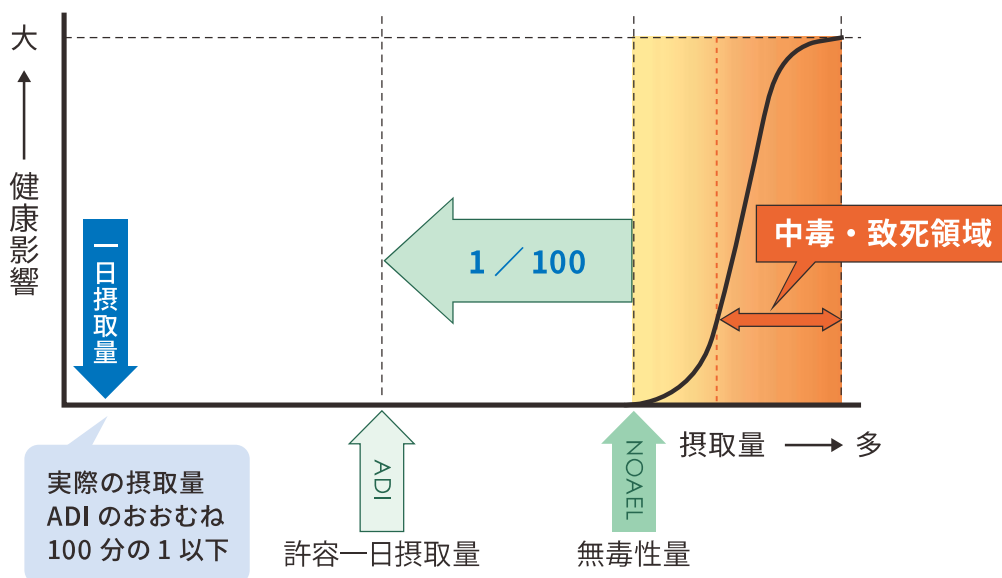 大
健康影響
一日摂取量
1／100
中毒・致死領域
ADI
NOAEL
摂取量
多
実際の摂取量
ADI のおおむね
100 分の 1 以下
許容一日摂取量
無毒性量